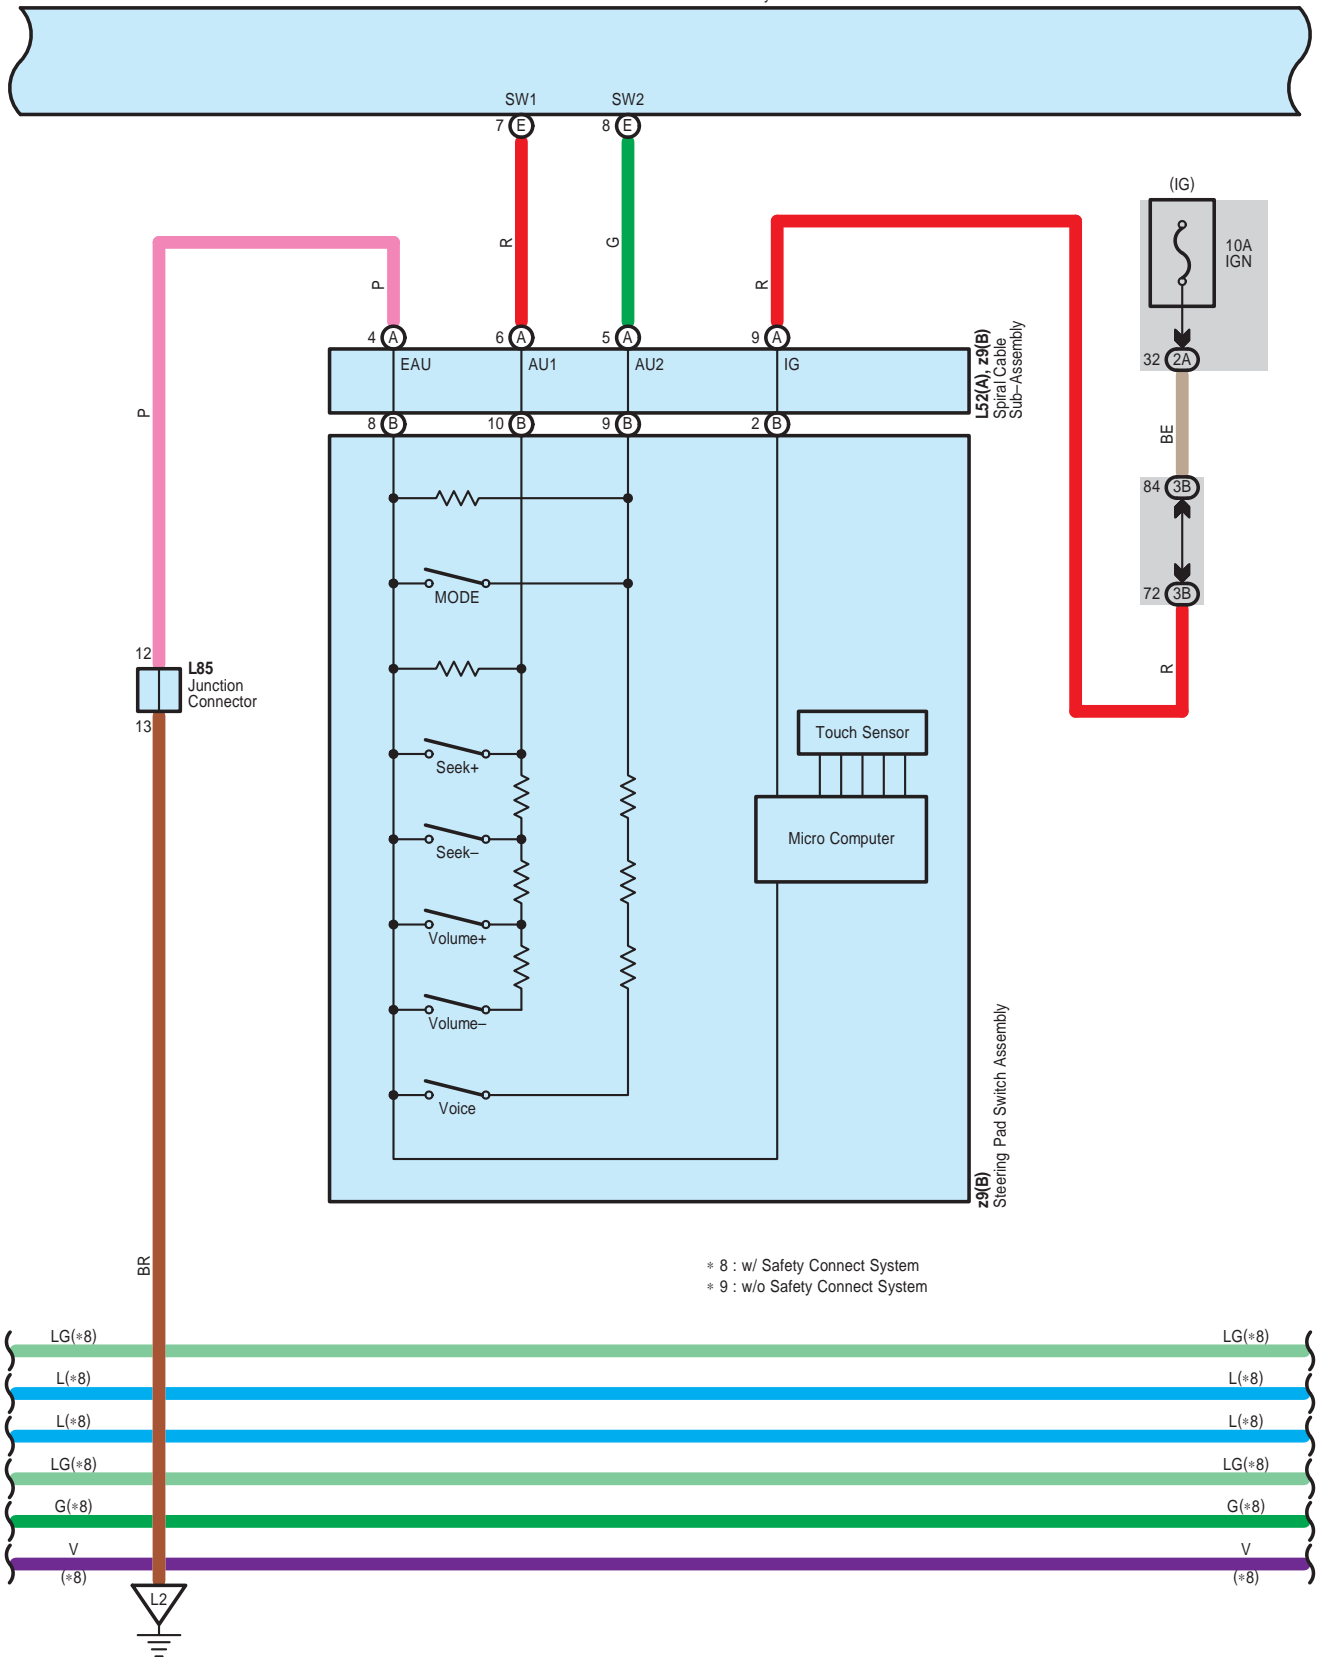 SW1 SW2
7 E 8 E
(IG)
10A
IGN
R G P R
4 A 6 A 5 A 9 A
32 2A
EAU AU1 AU2 IG
L52(A), z9(B)
Spiral Cable
Sub–Assembly
P
8 B 10 B 9 B 2 B
BE
84 3B
MODE
72 3B
12
L85
Junction
Connector
13
R
Touch Sensor
Seek+
Micro Computer
Seek–
Volume+
Volume–
Voice
z9(B)
Steering Pad Switch Assembly
BR
* 8 : w/ Safety Connect System
* 9 : w/o Safety Connect System
LG(*8) LG(*8)
L(*8) L(*8)
L(*8) L(*8)
LG(*8) LG(*8)
G(*8) G(*8)
V V
(*8) (*8)
L2